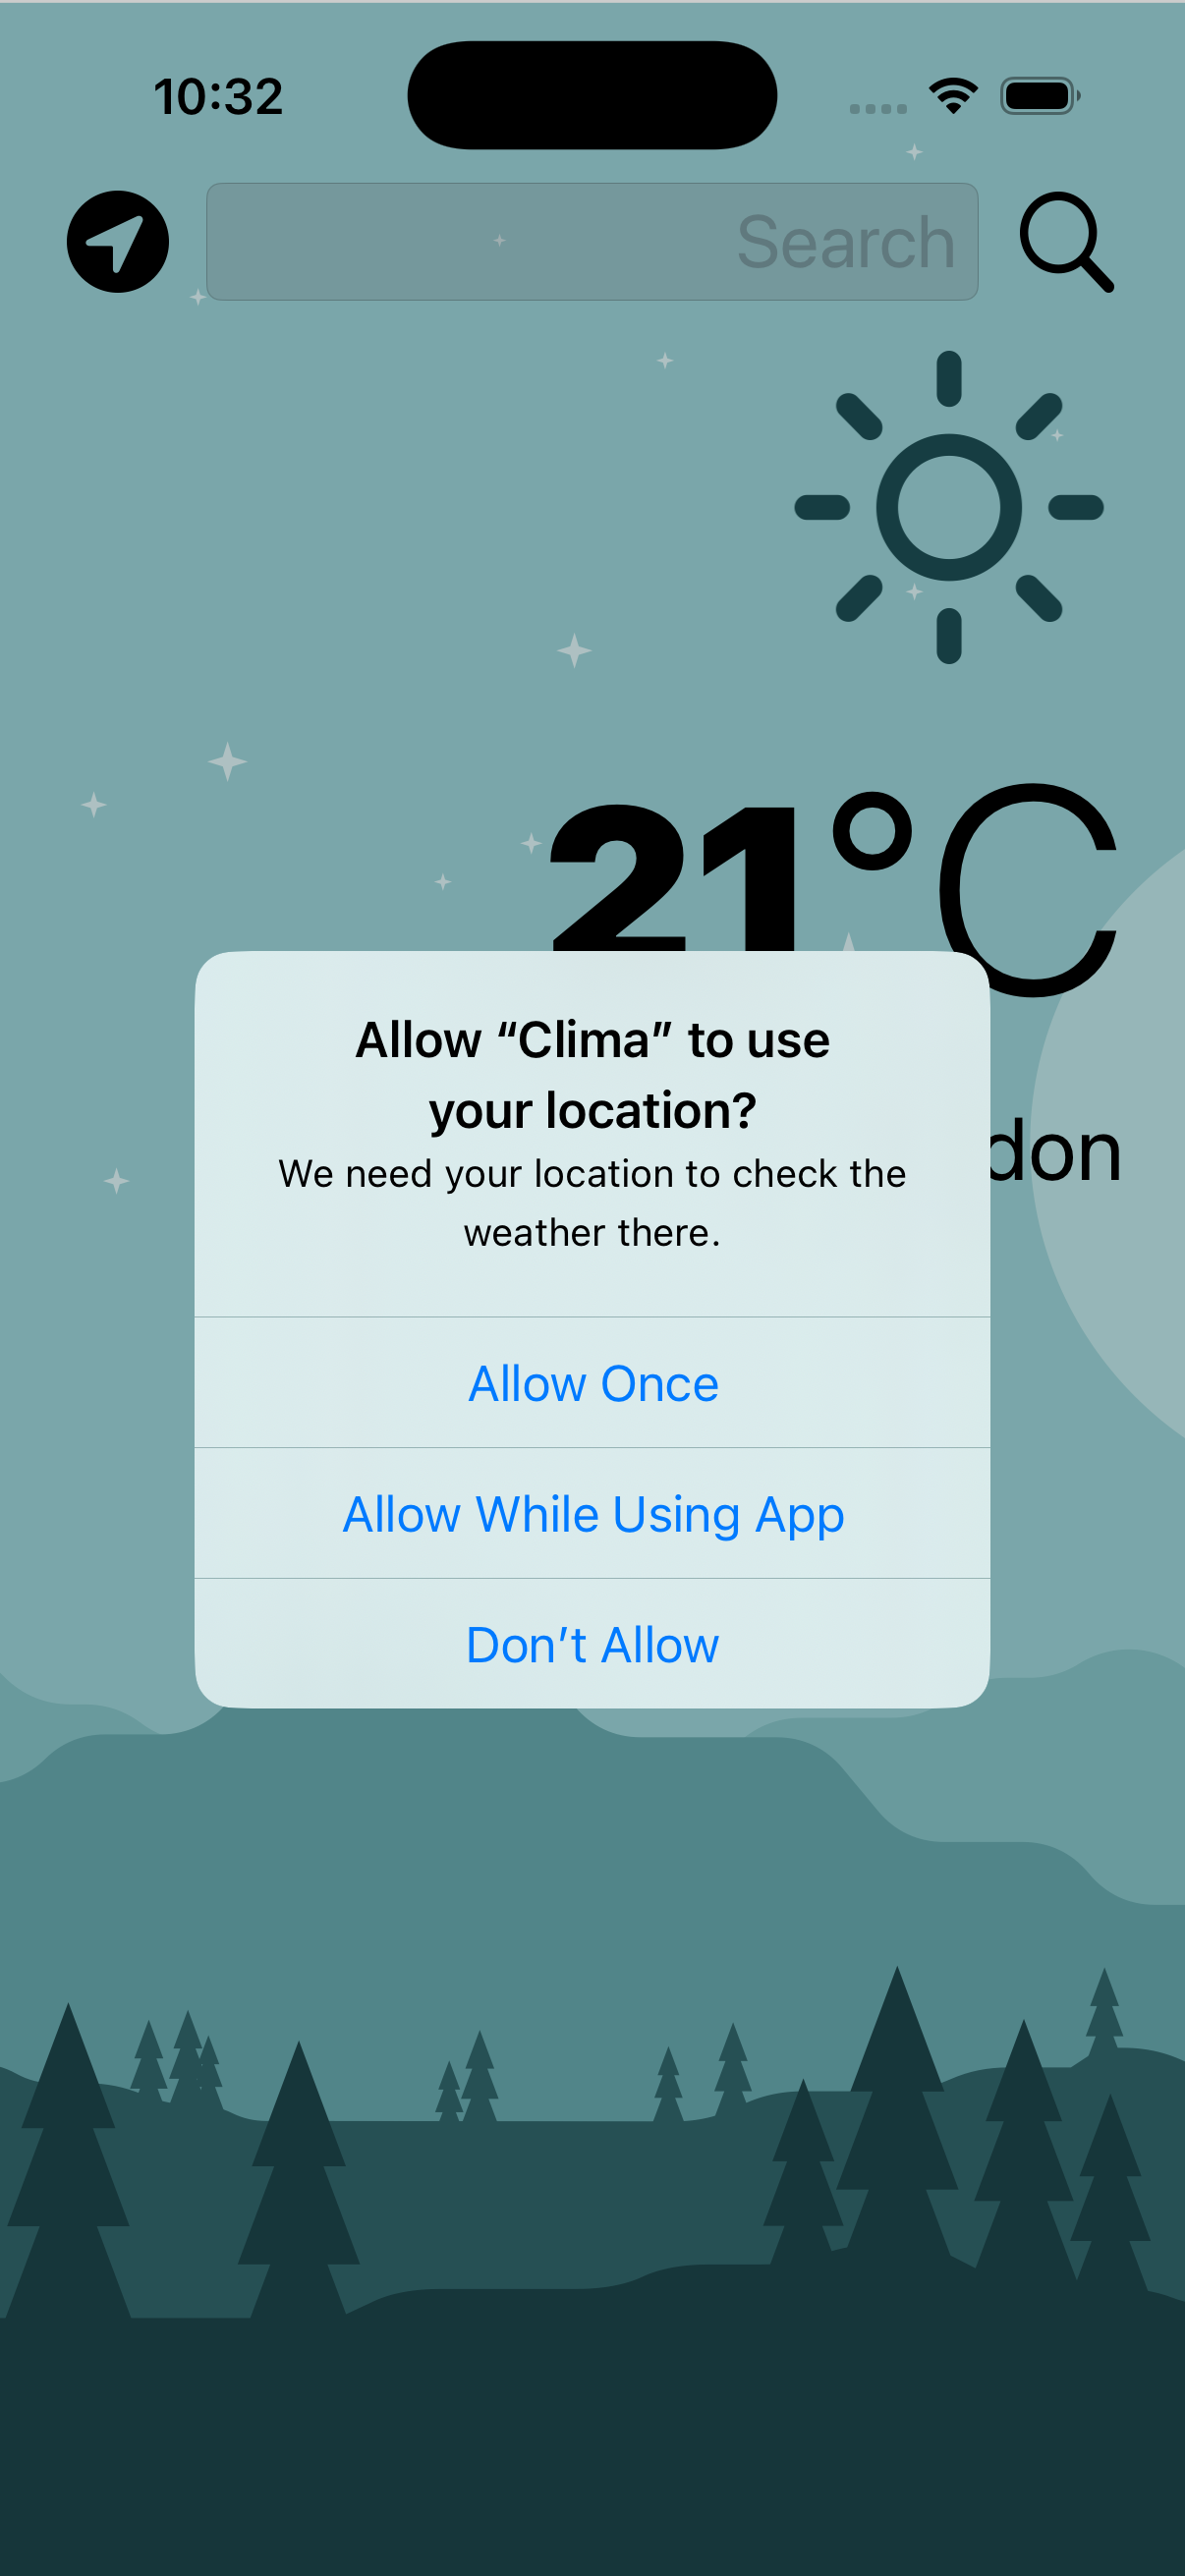 10:32
Search
21°C
don
Allow “Clima” to use
your location?
We need your location to check the
weather there.
Allow Once
Allow While Using App
Don’t Allow